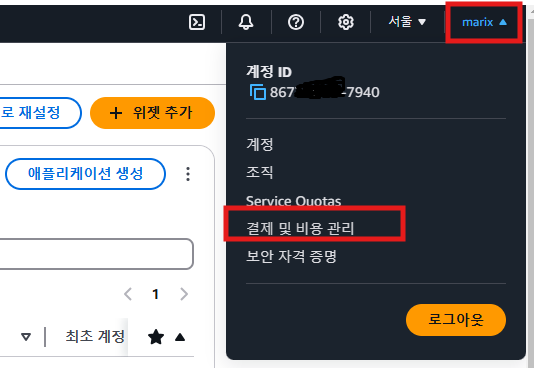 서울 ▼ marix ▲
계정 ID
867 -7940
로 재설정
+ 위젯 추가
애플리케이션 생성
계정
조직
Service Quotas
결제 및 비용 관리
보안 자격 증명
1
최초 계정
로그아웃